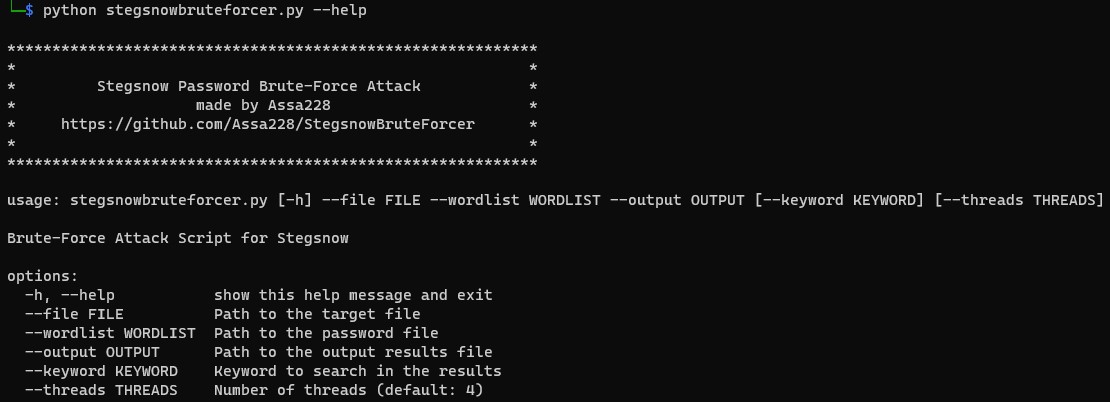 $ python stegsnowbruteforcer.py --help
***********************************************************
*                                                         *
*         Stegsnow Password Brute-Force Attack            *
*                    made by Assa228                      *
*     https://github.com/Assa228/StegsnowBruteForcer      *
*                                                         *
***********************************************************
usage: stegsnowbruteforcer.py [-h] --file FILE --wordlist WORDLIST --output OUTPUT [--keyword KEYWORD] [--threads THREADS]
Brute-Force Attack Script for Stegsnow
options:
  -h, --help           show this help message and exit
  --file FILE          Path to the target file
  --wordlist WORDLIST  Path to the password file
  --output OUTPUT      Path to the output results file
  --keyword KEYWORD    Keyword to search in the results
  --threads THREADS    Number of threads (default: 4)